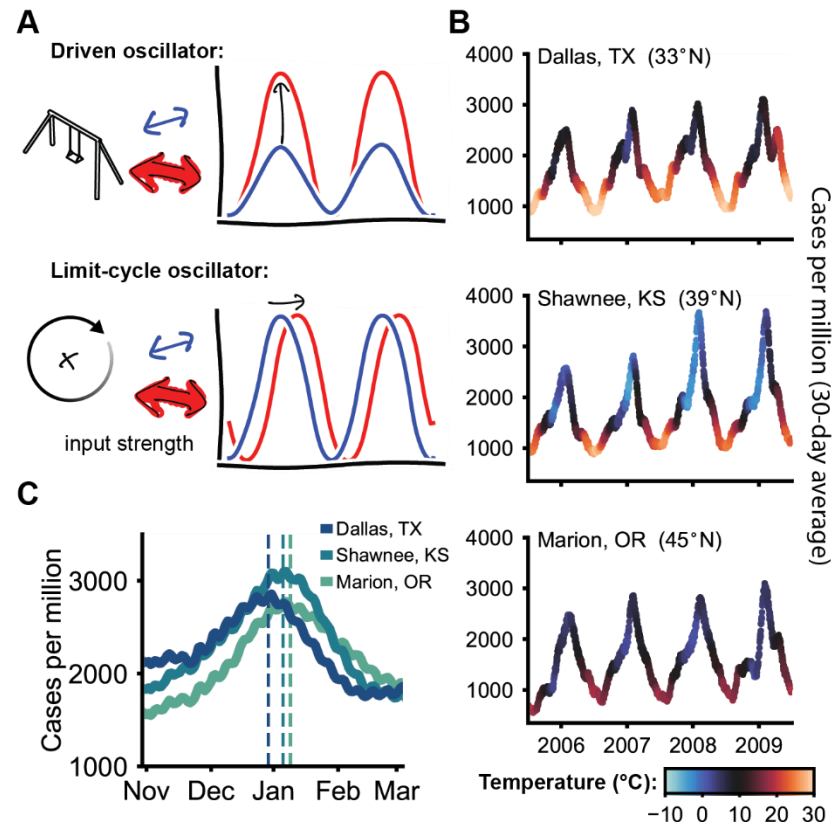 A
Driven oscillator:
Limit-cycle oscillator:
input strength
B
4000
3000
2000
1000
Dallas, TX (33°N)
4000
3000
2000
1000
Shawnee, KS (39°N)
4000
3000
2000
1000
Marion, OR (45°N)
2006 2007 2008 2009
Cases per million (30-day average)
Temperature (°C):
−10 0 10 20 30
C
Cases per million
3000
2000
1000
Dallas, TX
Shawnee, KS
Marion, OR
Nov Dec Jan Feb Mar